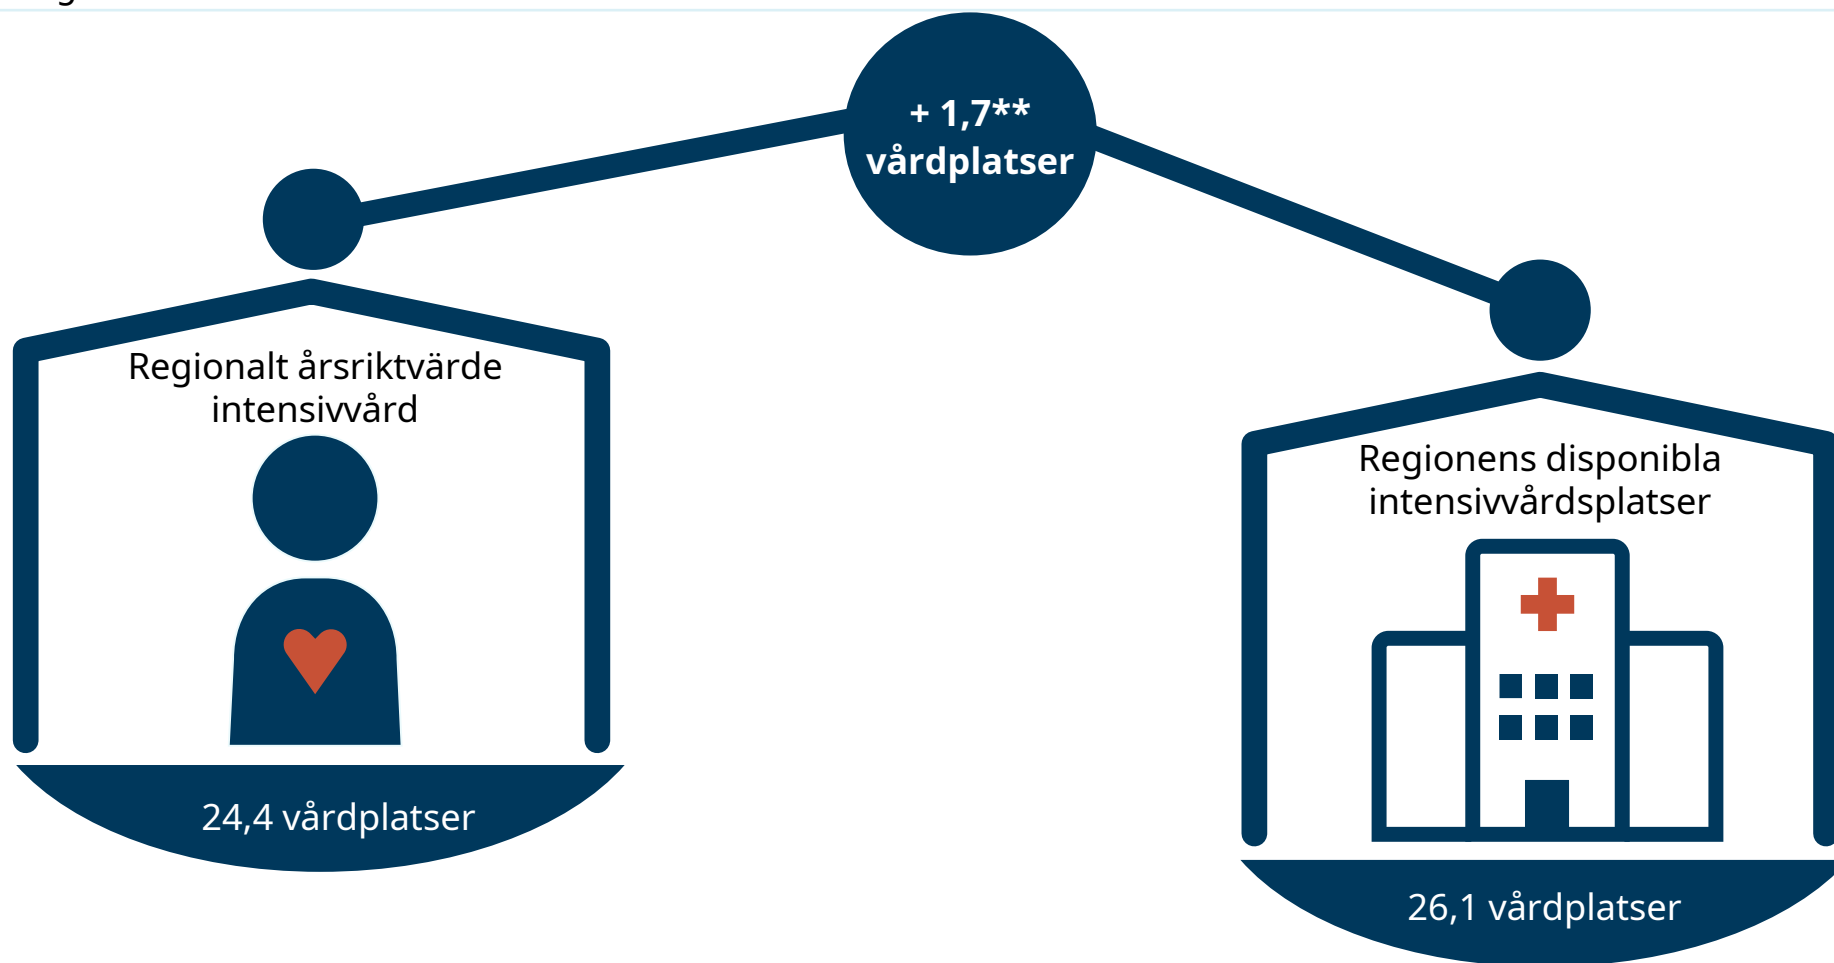 + 1,7**
vårdplatser
Regionalt årsriktvärde
intensivvård
24,4 vårdplatser
Regionens disponibla
intensivvårdsplatser
26,1 vårdplatser